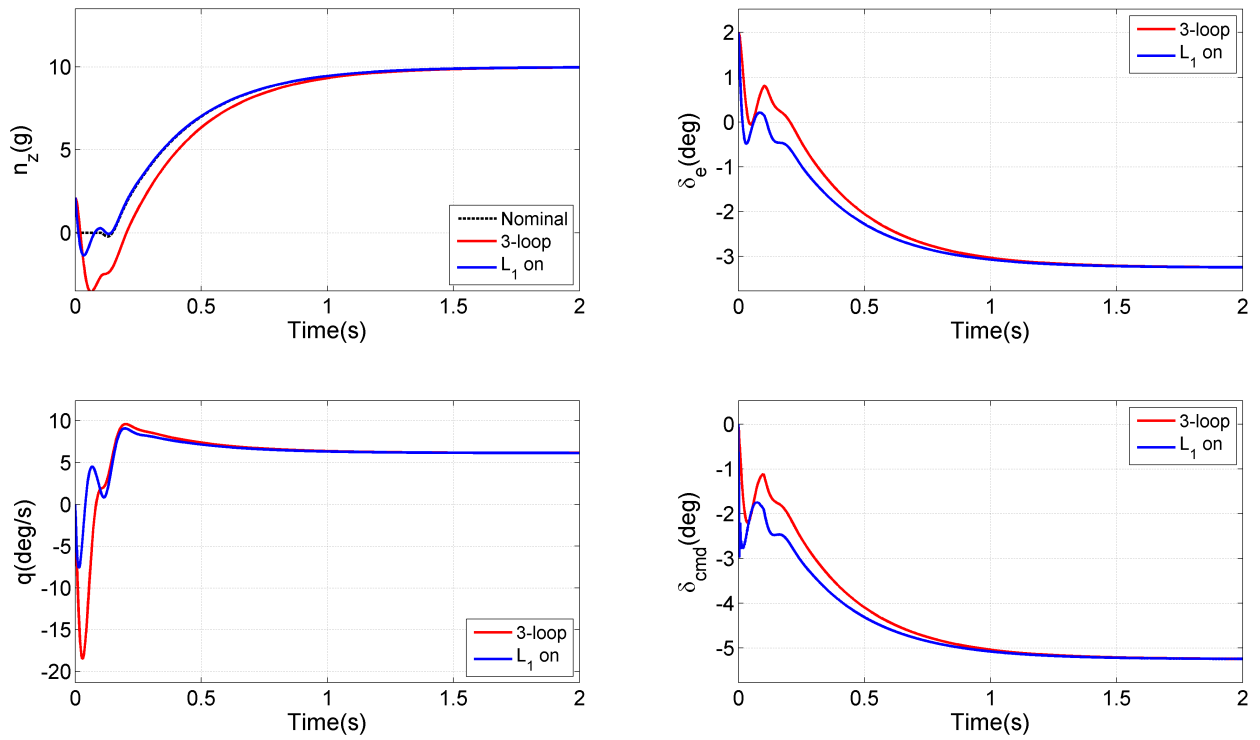 10
5
0
n_z(g)
Nominal
3-loop
L_1 on
0 0.5 1 1.5 2
Time(s)
2
1
0
-1
-2
-3
δ_e(deg)
3-loop
L_1 on
0 0.5 1 1.5 2
Time(s)
10
5
0
-5
-10
-15
-20
q(deg/s)
3-loop
L_1 on
0 0.5 1 1.5 2
Time(s)
0
-1
-2
-3
-4
-5
δ_cmd(deg)
3-loop
L_1 on
0 0.5 1 1.5 2
Time(s)